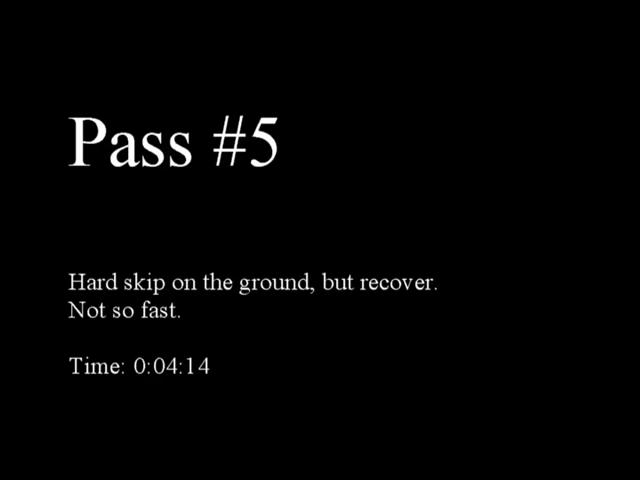 Pass #5
Hard skip on the ground, but recover.
Not so fast.
Time: 0:04:14